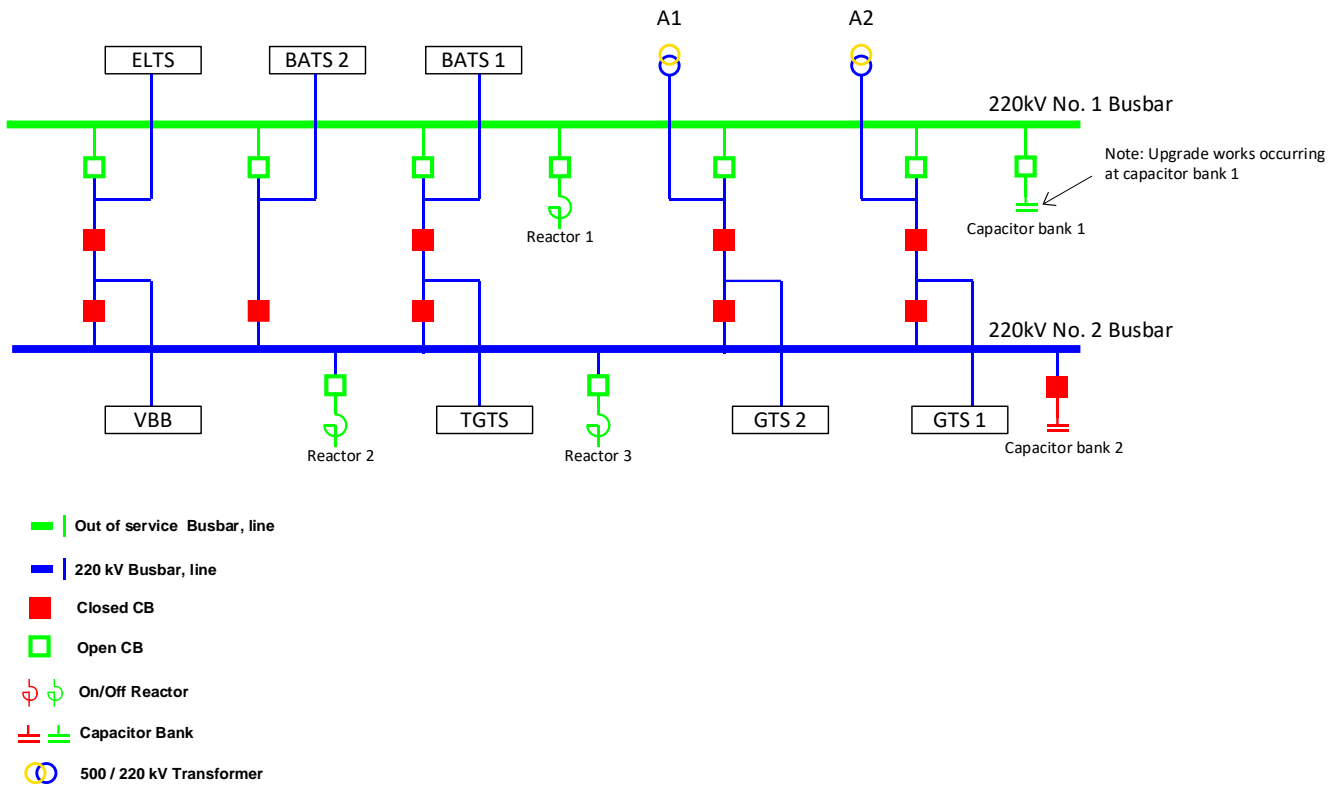 A1
A2
ELTS
BATS 2
BATS 1
220kV No. 1 Busbar
Note: Upgrade works occurring
at capacitor bank 1
Reactor 1
Capacitor bank 1
220kV No. 2 Busbar
VBB
TGTS
GTS 2
GTS 1
Reactor 2
Reactor 3
Capacitor bank 2
Out of service Busbar, line
220 kV Busbar, line
Closed CB
Open CB
On/Off Reactor
Capacitor Bank
500 / 220 kV Transformer